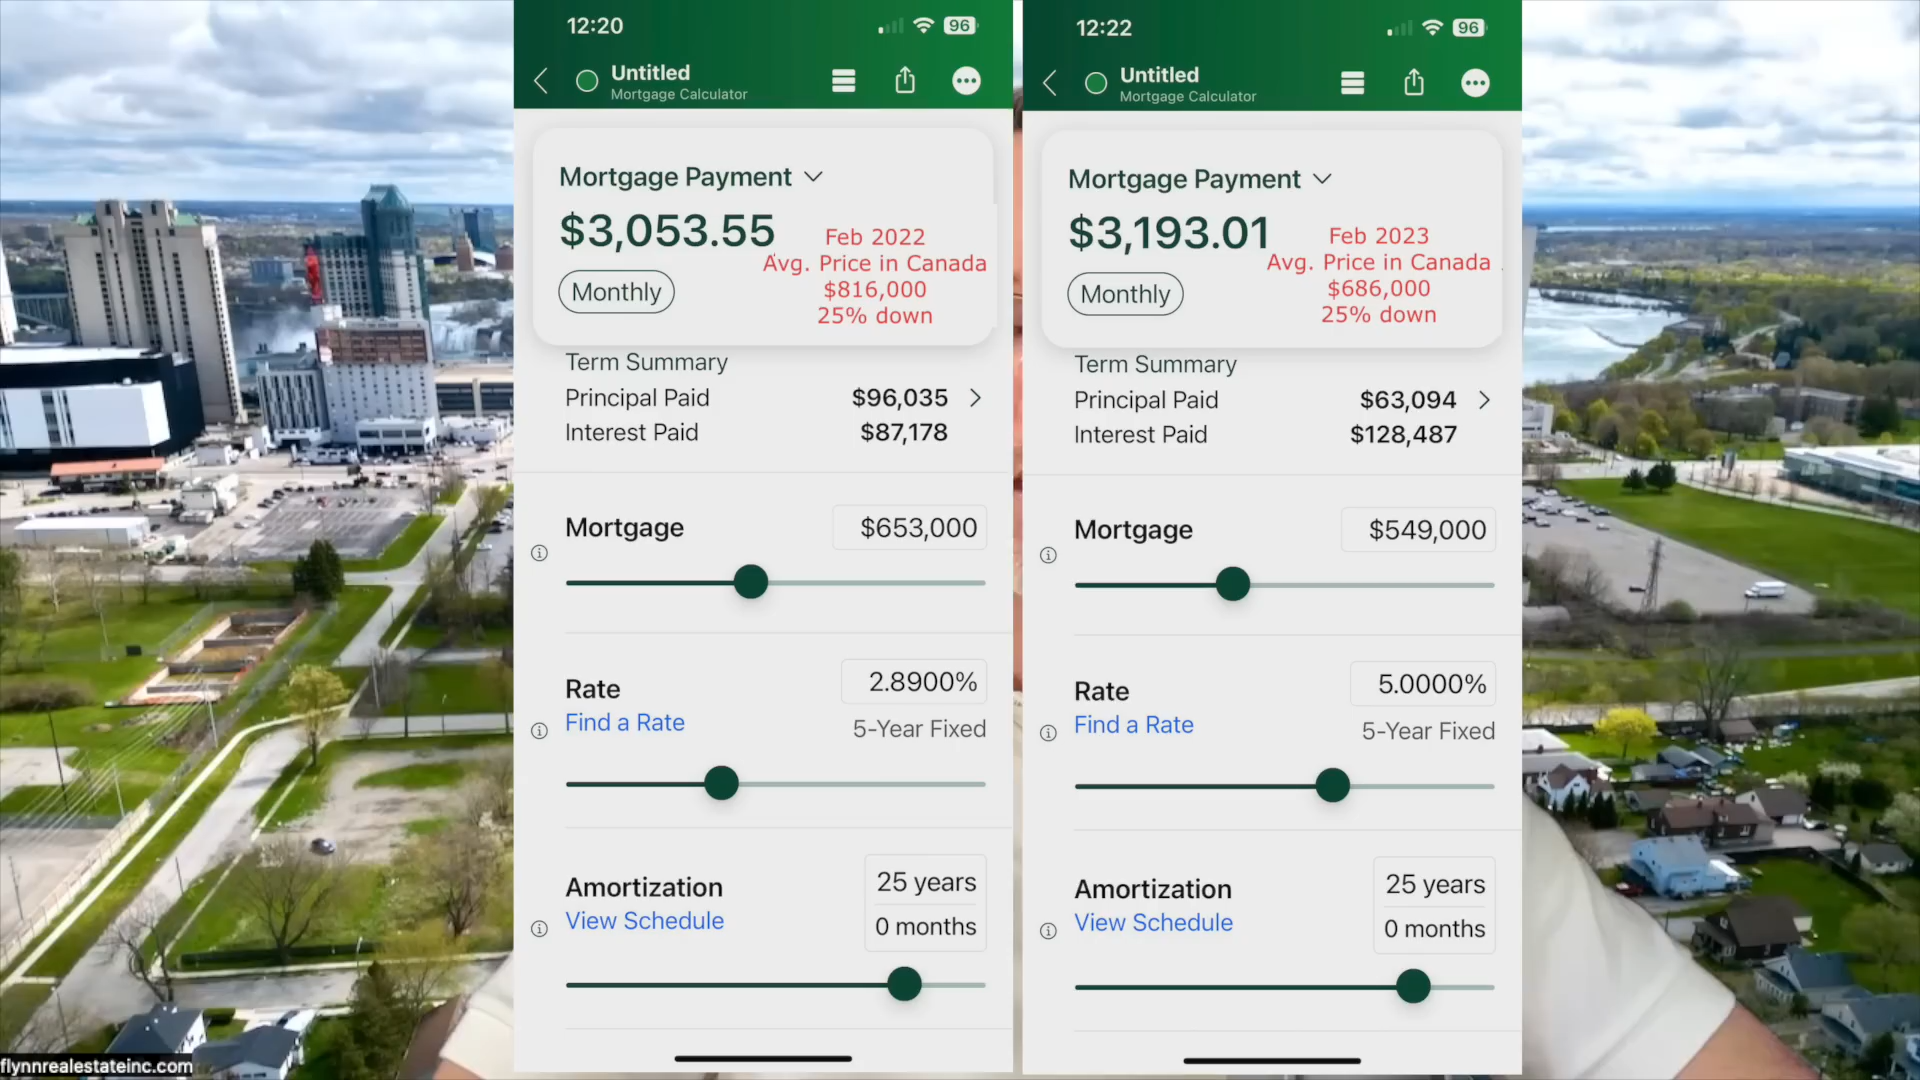 12:20
96
Untitled
Mortgage Calculator
Mortgage Payment
$3,053.55
Monthly
Feb 2022
Avg. Price in Canada
$816,000
25% down
Term Summary
Principal Paid $96,035
Interest Paid $87,178
Mortgage $653,000
Rate 2.8900%
Find a Rate 5-Year Fixed
Amortization 25 years
View Schedule 0 months
12:22
96
Untitled
Mortgage Calculator
Mortgage Payment
$3,193.01
Monthly
Feb 2023
Avg. Price in Canada
$686,000
25% down
Term Summary
Principal Paid $63,094
Interest Paid $128,487
Mortgage $549,000
Rate 5.0000%
Find a Rate 5-Year Fixed
Amortization 25 years
View Schedule 0 months
flynnrealestateinc.com